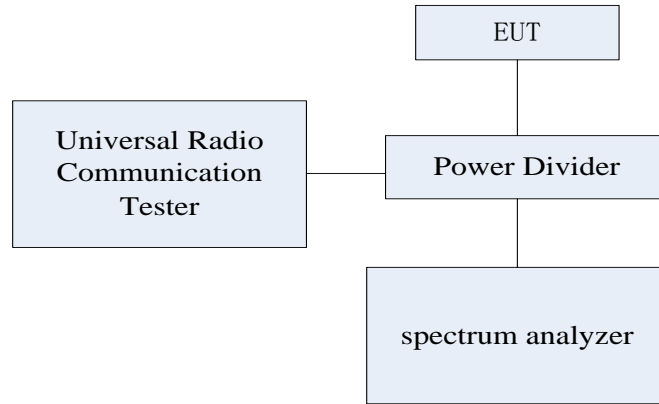 EUT
Universal Radio
Communication
Tester
Power Divider
spectrum analyzer